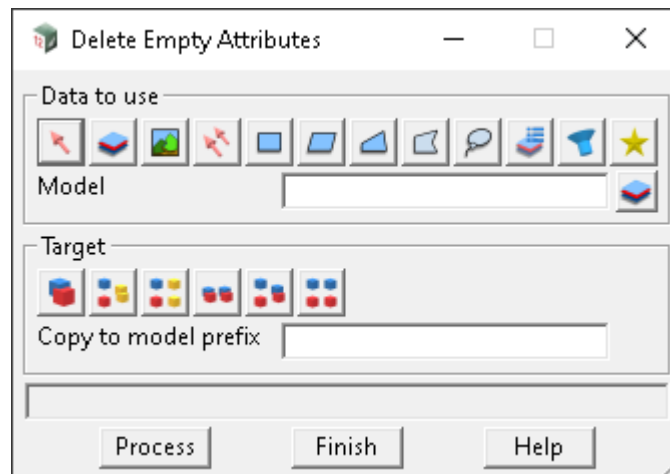 Delete Empty Attributes
Data to use
Model
Target
Copy to model prefix
Process Finish Help